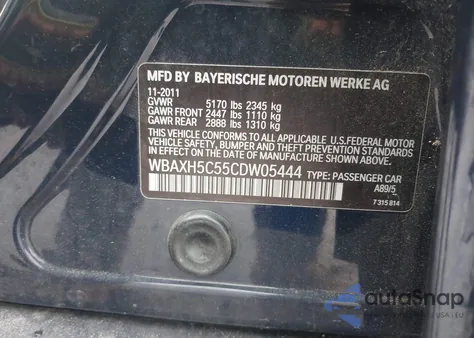 MFD BY BAYERISCHE MOTOREN WERKE AG
11-2011
GVWR 5170 lbs 2345 kg
GAWR FRONT 2447 lbs 1110 kg
GAWR REAR 2888 lbs 1310 kg
THIS VEHICLE CONFORMS TO ALL APPLICABLE U.S.FEDERAL MOTOR
VEHICLE SAFETY, BUMPER AND THEFT PREVENTION STANDARDS IN
EFFECT ON THE DATE OF MANUFACTURE SHOWN ABOVE.
WBAXH5C55CDW05444 TYPE: PASSENGER CAR
A89/5
7 315 814
autoSnap
USA | EU